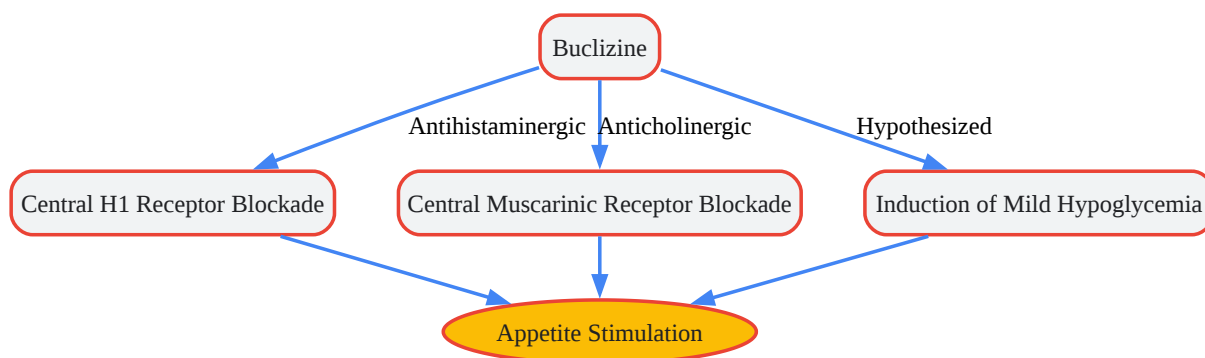 Buclizine
Antihistaminergic
Anticholinergic
Hypothesized
Central H1 Receptor Blockade
Central Muscarinic Receptor Blockade
Induction of Mild Hypoglycemia
Appetite Stimulation